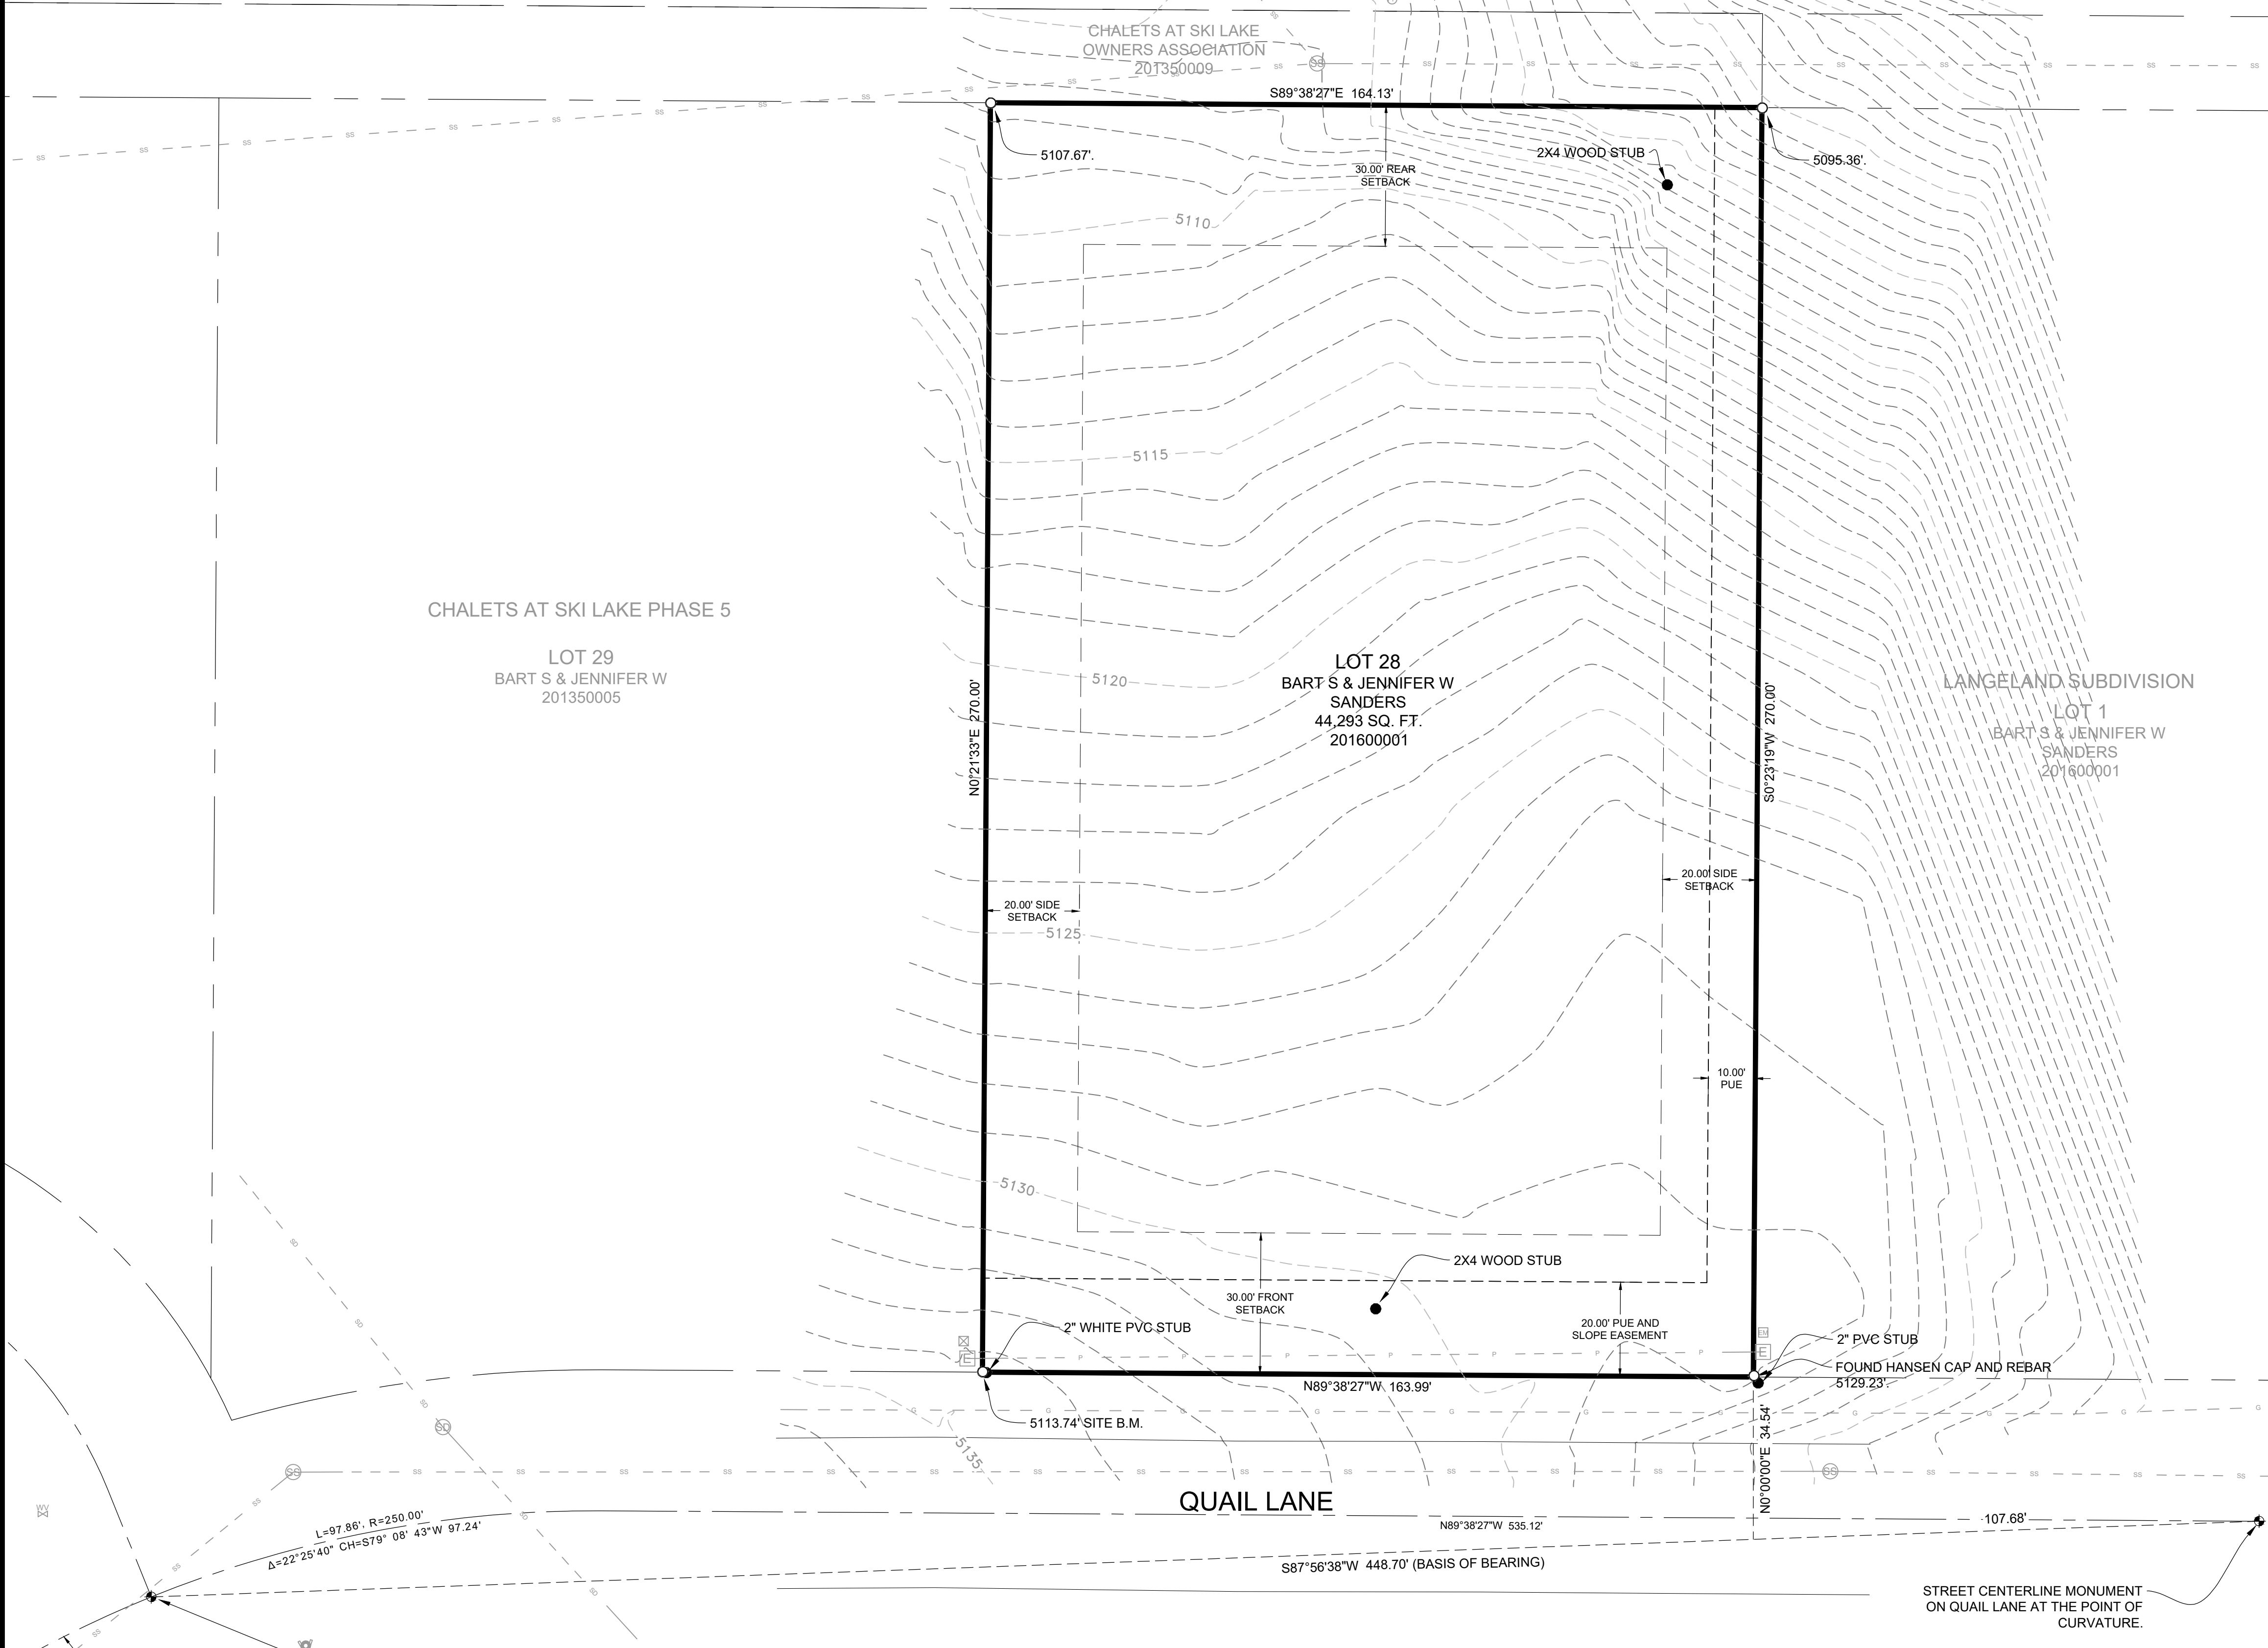 CHALETS AT SKI LAKE
OWNERS ASSOCIATION
201350009
S89°38'27"E 164.13'
5107.67'.
2X4 WOOD STUB
5095.36'.
30.00' REAR
SETBACK
5110
5115
CHALETS AT SKI LAKE PHASE 5
LOT 29
BART S & JENNIFER W
201350005
5120
N0°21'33"E 270.00'
LOT 28
BART S & JENNIFER W
SANDERS
44,293 SQ. FT.
201600001
S0°23'19"W 270.00'
LANGELAND SUBDIVISION
LOT 1
BART S & JENNIFER W
SANDERS
201600001
20.00' SIDE
SETBACK
20.00' SIDE
SETBACK
5125
10.00'
PUE
5130
2X4 WOOD STUB
30.00' FRONT
SETBACK
20.00' PUE AND
SLOPE EASEMENT
2" WHITE PVC STUB
2" PVC STUB
FOUND HANSEN CAP AND REBAR
5129.23'.
EM
E
E
N89°38'27"W 163.99'
5113.74' SITE B.M.
5135
N0°00'00"E 34.54'
SD
SS
SS
SS
WV
QUAIL LANE
L=97.86', R=250.00'
Δ=22°25'40" CH=S79° 08' 43"W 97.24'
N89°38'27"W 535.12'
107.68'
S87°56'38"W 448.70' (BASIS OF BEARING)
STREET CENTERLINE MONUMENT
ON QUAIL LANE AT THE POINT OF
CURVATURE.